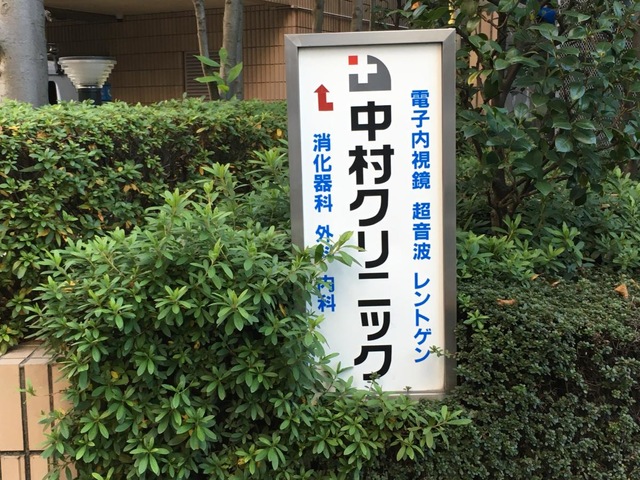 電子内視鏡 超音波 レントゲン
中村クリニック
消化器科 外科 内科